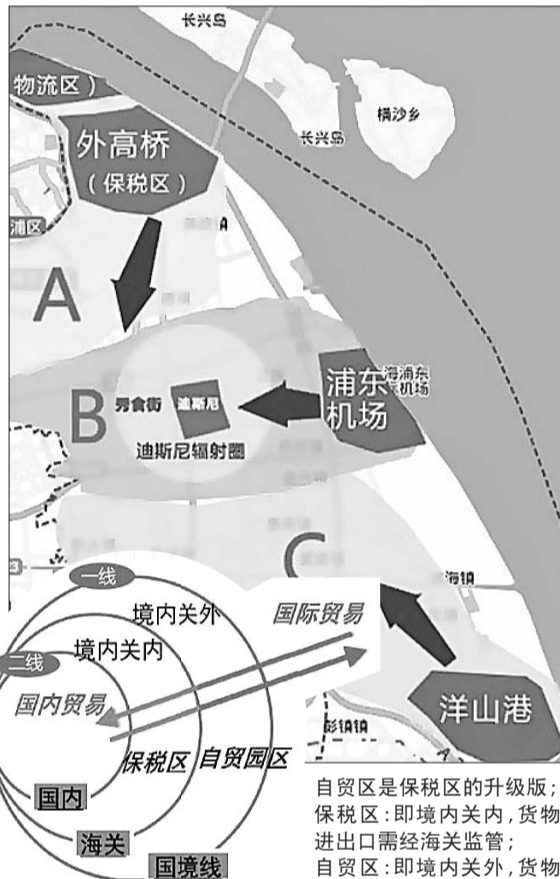 长兴岛
物流区）
横沙乡
长兴岛
外高桥
（保税区）
浦区
A
浦东
机场
海浦东
机场
B
迪斯尼
迪斯尼辐射圈
C
海镇
一线
境内关外
国际贸易
境内关内
二线
国内贸易
洋山港
彭镇镇
保税区
自贸园区
国内
海关
国境线
自贸区是保税区的升级版；
保税区：即境内关内，货物
进出口需经海关监管；
自贸区：即境内关外，货物